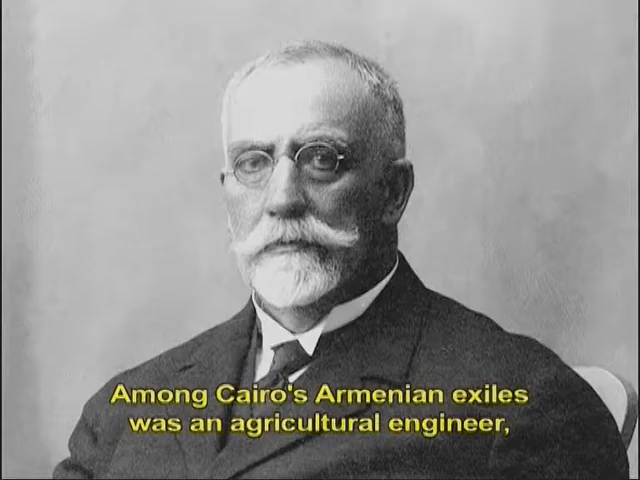 Among Cairo's Armenian exiles
was an agricultural engineer,